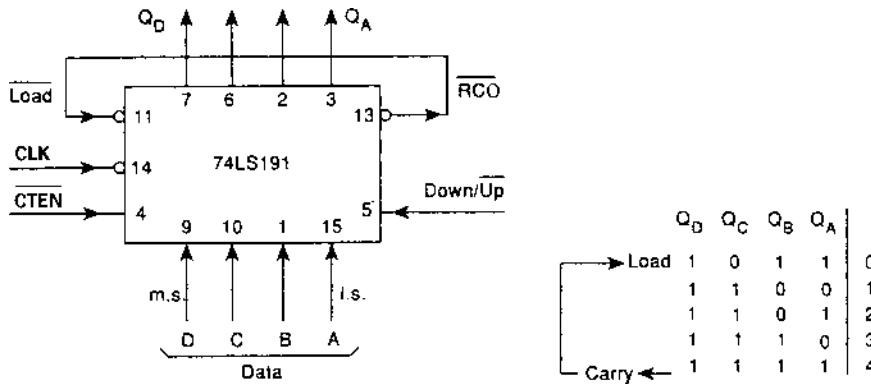 Q_D Q_A
7 6 2 3
Load
11
13
RCO
CLK
14
74LS191
CTEN
4
Down/Up
5
9 10 1 15
m.s.
l.s.
D C B A
Data
Q_D Q_C Q_B Q_A
Load 1 0 1 1 0
1 1 0 0 1
1 1 0 1 2
1 1 1 0 3
Carry 1 1 1 1 4